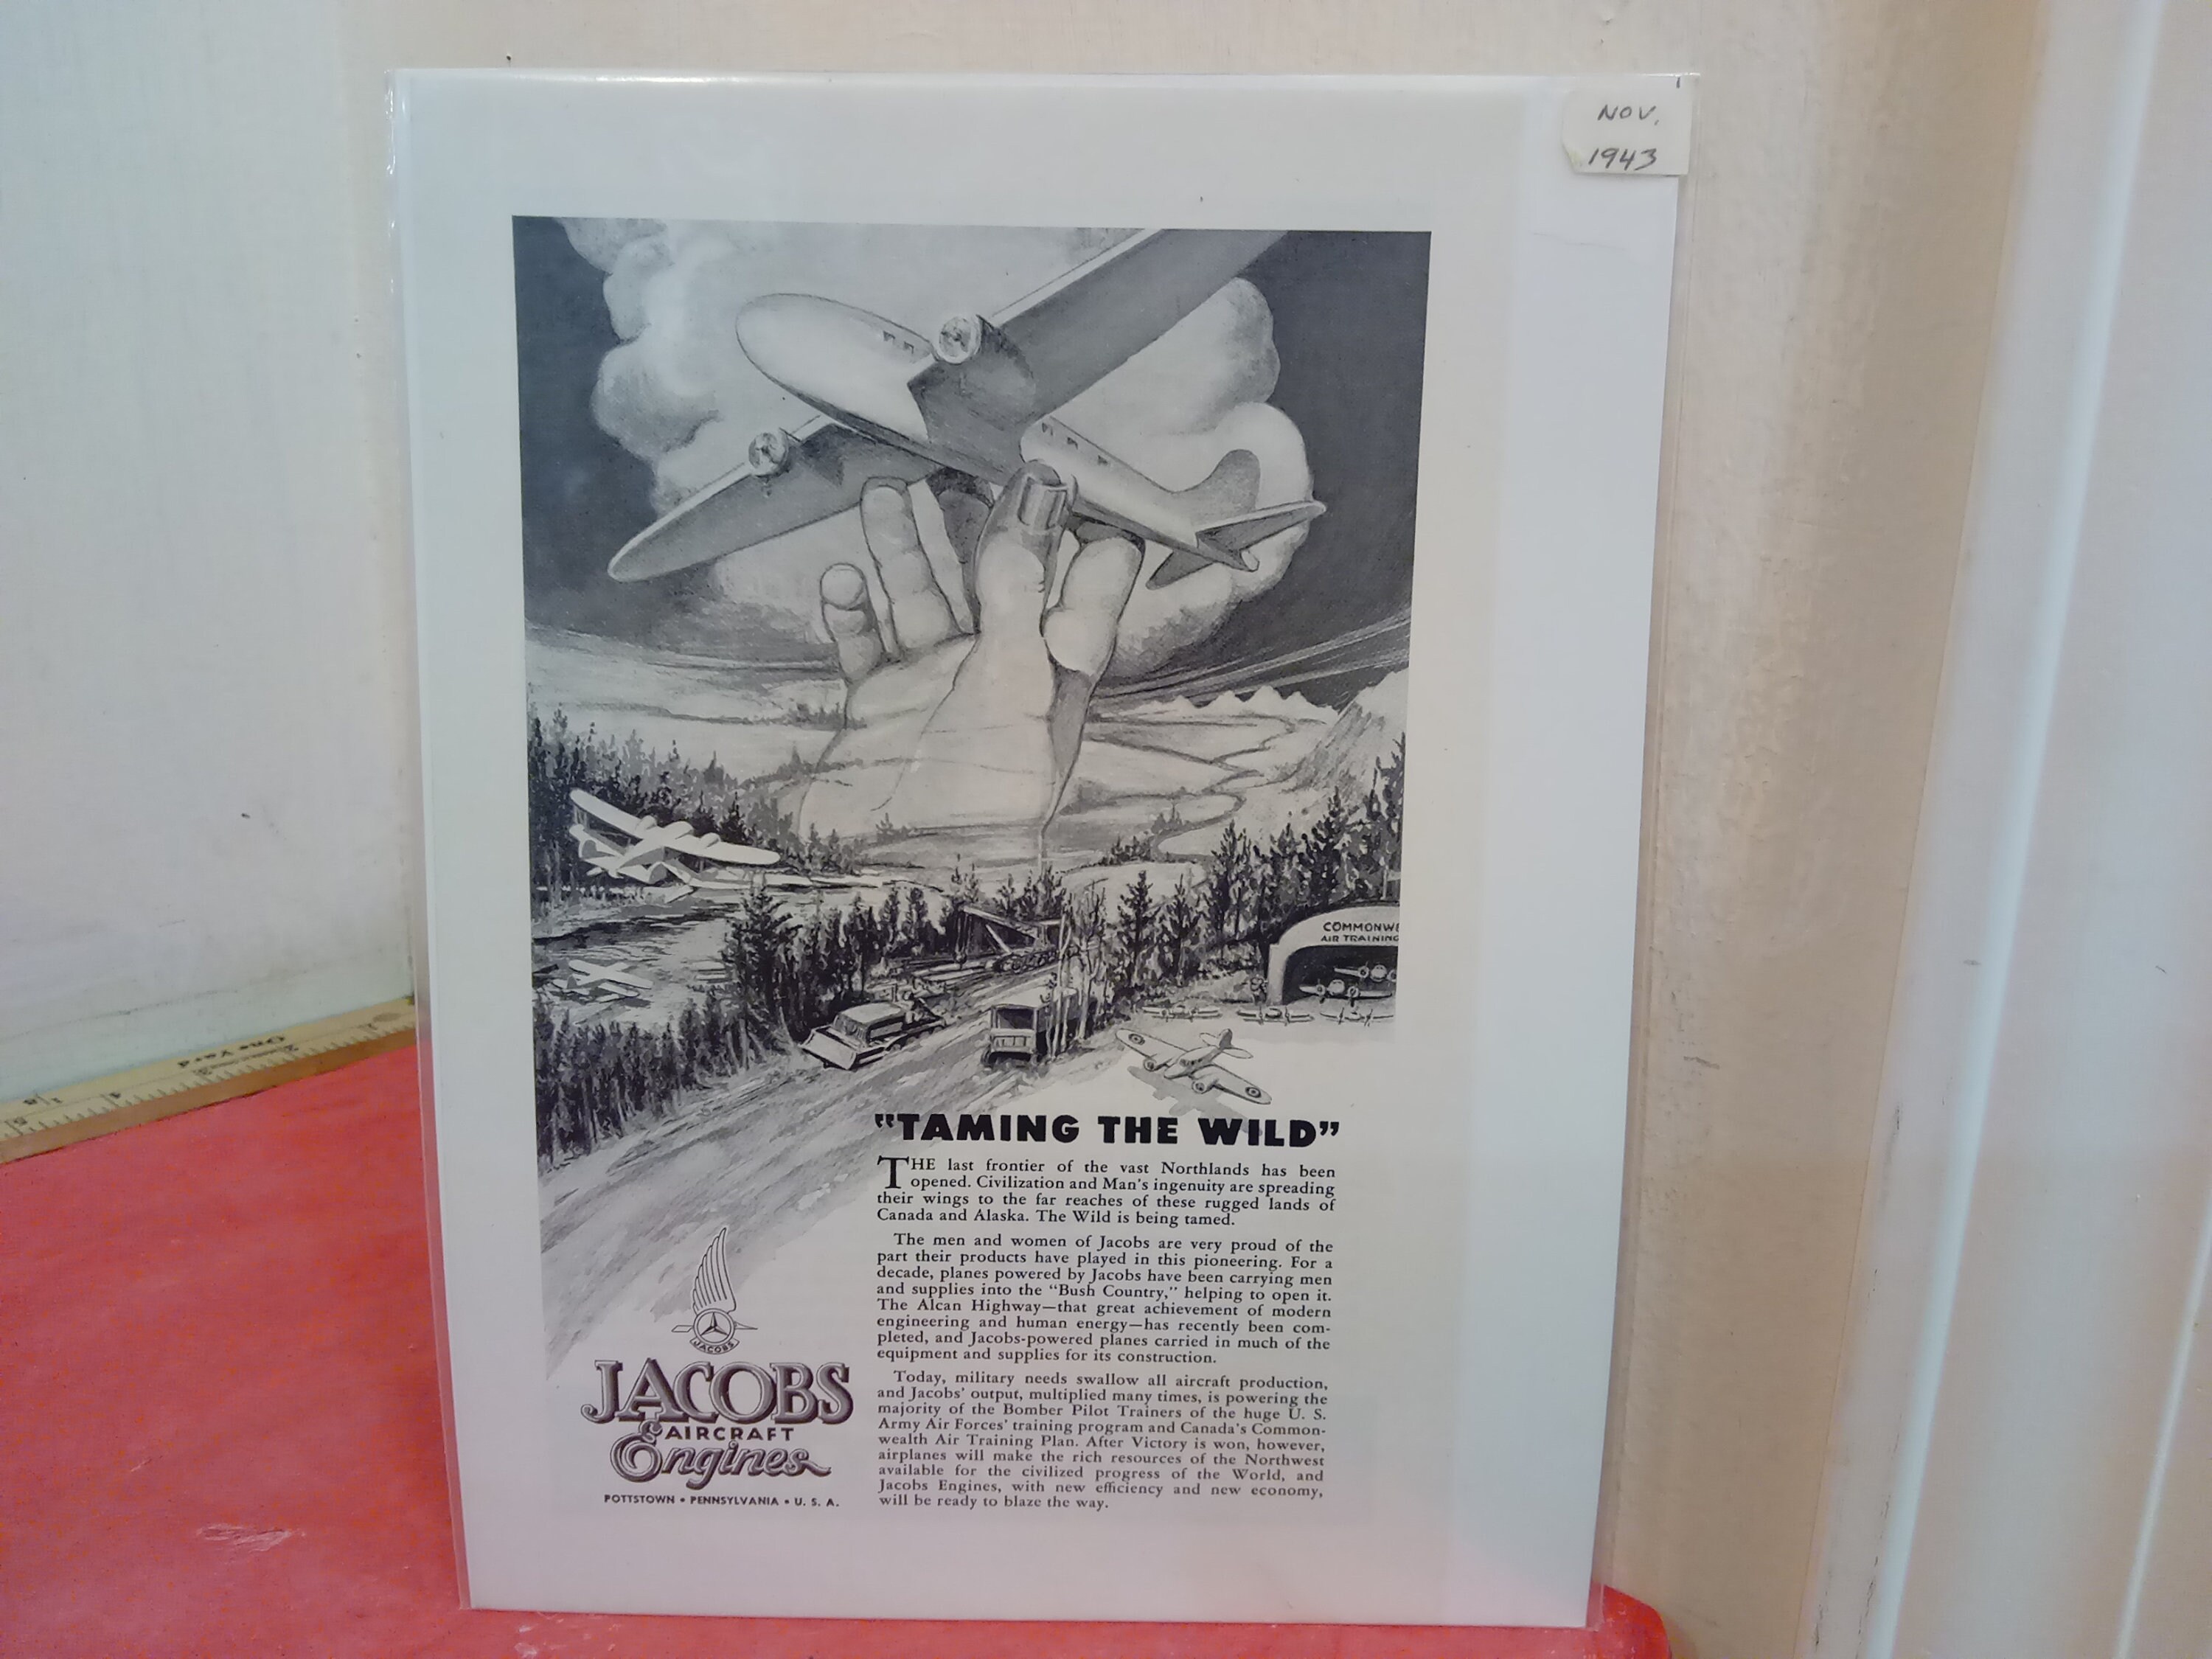 NOV.
1943
COMMONWE
AIR TRAINING
"TAMING THE WILD"
THE last frontier of the vast Northlands has been
opened. Civilization and Man's ingenuity are spreading
their wings to the far reaches of these rugged lands of
Canada and Alaska. The Wild is being tamed.
The men and women of Jacobs are very proud of the
part their products have played in this pioneering. For a
decade, planes powered by Jacobs have been carrying men
and supplies into the "Bush Country," helping to open it.
The Alcan Highway—that great achievement of modern
engineering and human energy—has recently been com-
pleted, and Jacobs-powered planes carried in much of the
equipment and supplies for its construction.
Today, military needs swallow all aircraft production,
and Jacobs' output, multiplied many times, is powering the
majority of the Bomber Pilot Trainers of the huge U. S.
Army Air Forces' training program and Canada's Common-
wealth Air Training Plan. After Victory is won, however,
airplanes will make the rich resources of the Northwest
available for the civilized progress of the World, and
Jacobs Engines, with new efficiency and new economy,
will be ready to blaze the way.
JACOBS
JACOBS
AIRCRAFT
Engines
POTTSTOWN • PENNSYLVANIA • U. S. A.
One Yard